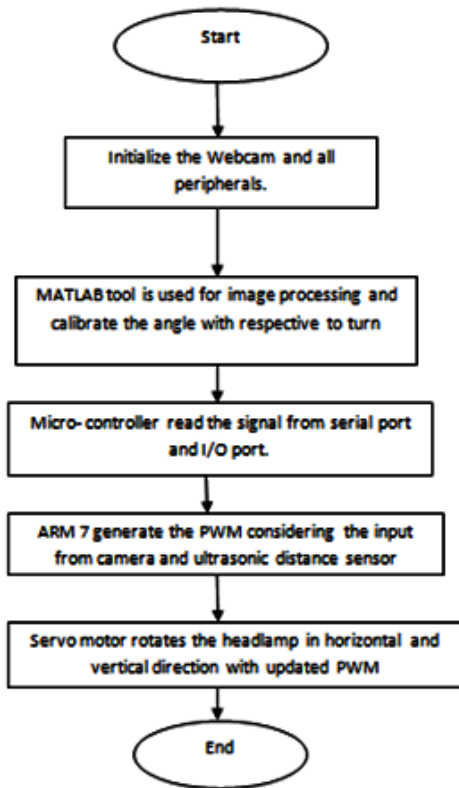 Start
Initialize the Webcam and all
peripherals.
MATLAB tool is used for image processing and
calibrate the angle with respective to turn
Micro- controller read the signal from serial port
and I/O port.
ARM 7 generate the PWM considering the input
from camera and ultrasonic distance sensor
Servo motor rotates the headlamp in horizontal and
vertical direction with updated PWM
End